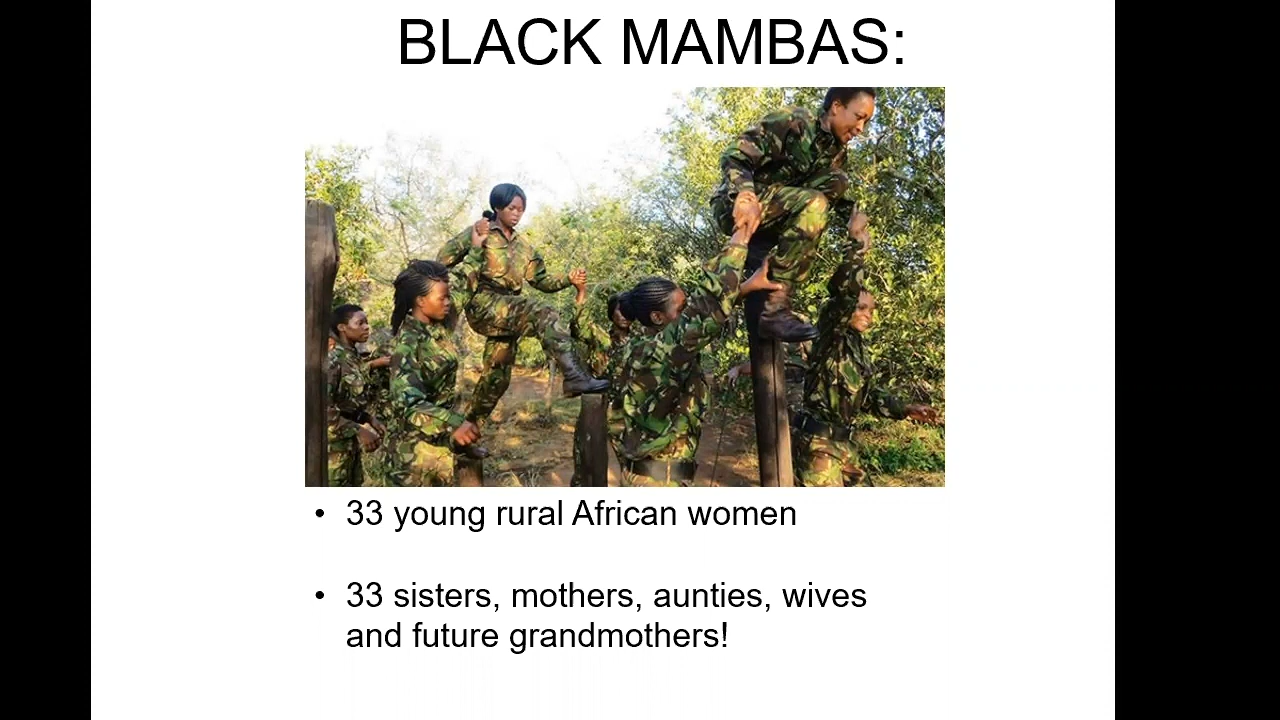 BLACK MAMBAS:
• 33 young rural African women
• 33 sisters, mothers, aunties, wives
and future grandmothers!